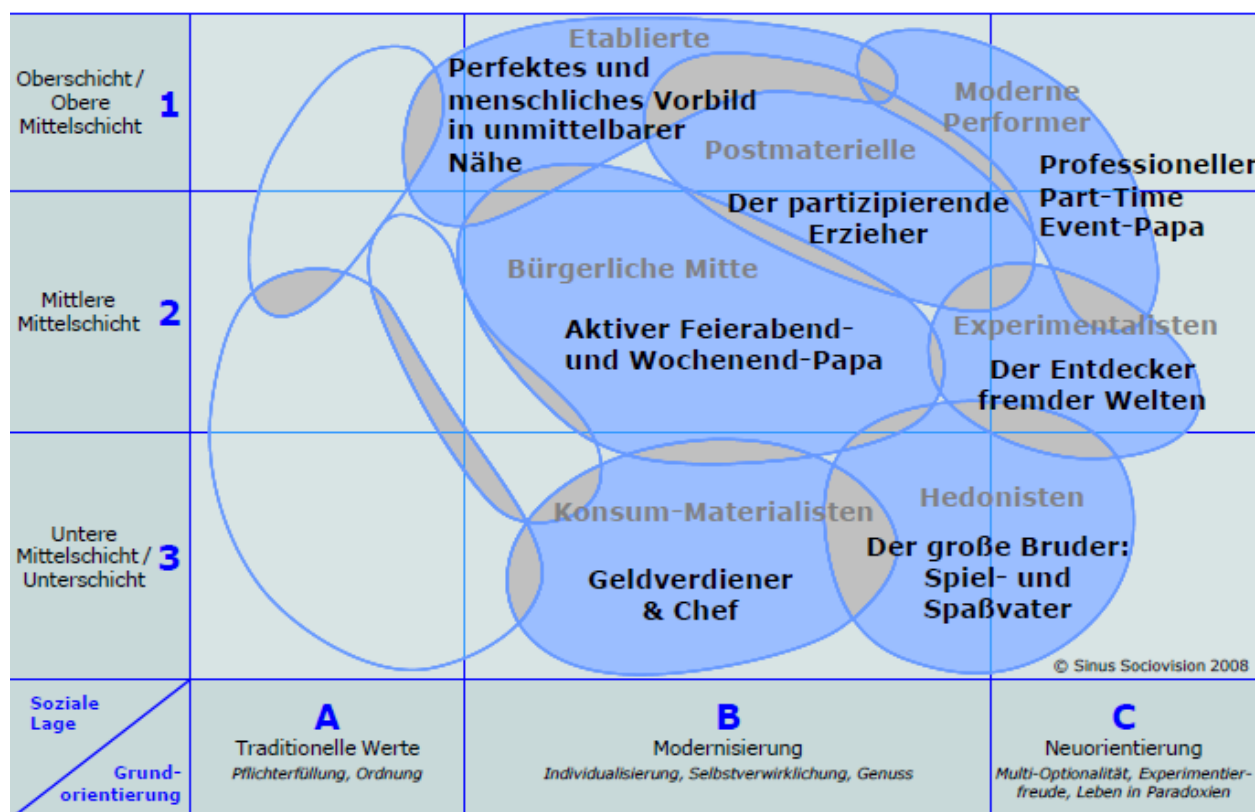 Oberschicht /
Obere
Mittelschicht
1
Etablierte
Perfektes und
menschliches Vorbild
in unmittelbarer
Nähe
Moderne
Performer
Postmaterielle
Professioneller
Part-Time
Event-Papa
Der partizipierende
Erzieher
Mittlere
Mittelschicht
2
Bürgerliche Mitte
Aktiver Feierabend-
und Wochenend-Papa
Experimentalisten
Der Entdecker
fremder Welten
Untere
Mittelschicht /
Unterschicht
3
Konsum-Materialisten
Geldverdiener
& Chef
Hedonisten
Der große Bruder:
Spiel- und
Spaßvater
© Sinus Sociovision 2008
Soziale
Lage
Grund-
orientierung
A
Traditionelle Werte
Pflichterfüllung, Ordnung
B
Modernisierung
Individualisierung, Selbstverwirklichung, Genuss
C
Neuorientierung
Multi-Optionalität, Experimentier-
freude, Leben in Paradoxien